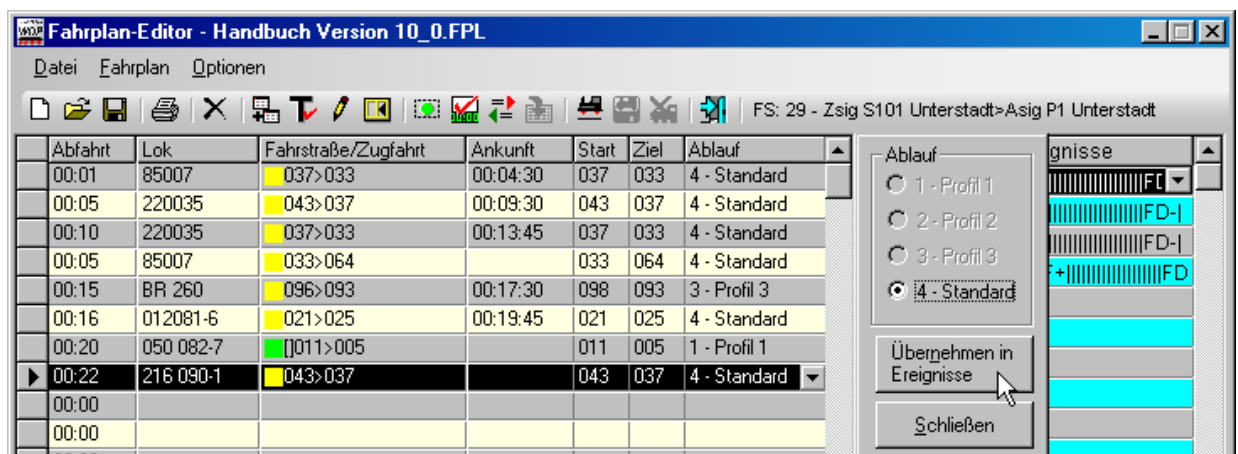 Fahrplan-Editor - Handbuch Version 10_0.FPL
Datei Fahrplan Optionen
FS: 29 - Zsig S101 Unterstadt>Asig P1 Unterstadt
Abfahrt Lok Fahrstraße/Zugfahrt Ankunft Start Ziel Ablauf
00:01 85007 037>033 00:04:30 037 033 4 - Standard
00:05 220035 043>037 00:09:30 043 037 4 - Standard
00:10 220035 037>033 00:13:45 037 033 4 - Standard
00:05 85007 033>064 033 064 4 - Standard
00:15 BR 260 096>093 00:17:30 098 093 3 - Profil 3
00:16 012081-6 021>025 00:19:45 021 025 4 - Standard
00:20 050 082-7 []011>005 011 005 1 - Profil 1
00:22 216 090-1 043>037 043 037 4 - Standard
00:00
00:00
Ablauf
1 - Profil 1
2 - Profil 2
3 - Profil 3
4 - Standard
Übernehmen in
Ereignisse
Schließen
gnisse